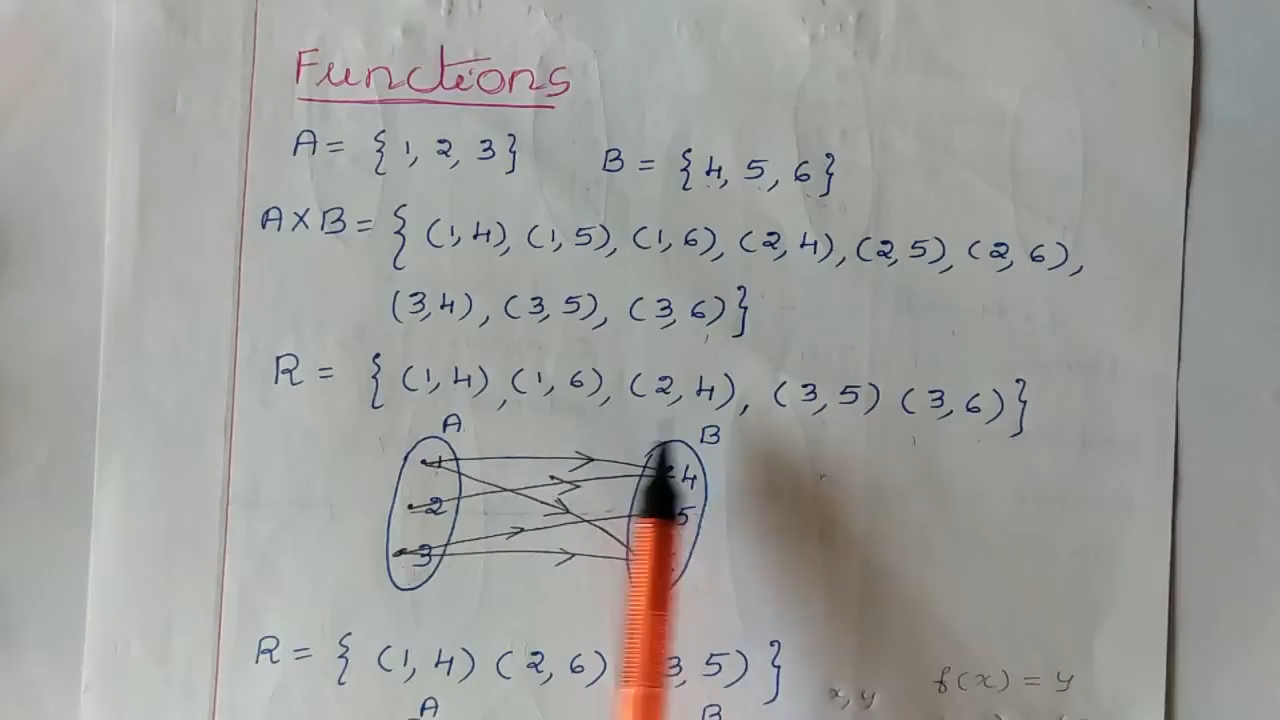 Functions
A = {1, 2, 3} B = {4, 5, 6}
A X B = { (1, 4), (1, 5), (1, 6), (2, 4), (2, 5), (2, 6),
(3, 4), (3, 5), (3, 6)}
R = { (1, 4), (1, 6), (2, 4), (3, 5) (3, 6)}
A B
1 4
2 5
3
R = { (1, 4) (2, 6) 3, 5) }
x, y f(x) = y
A B